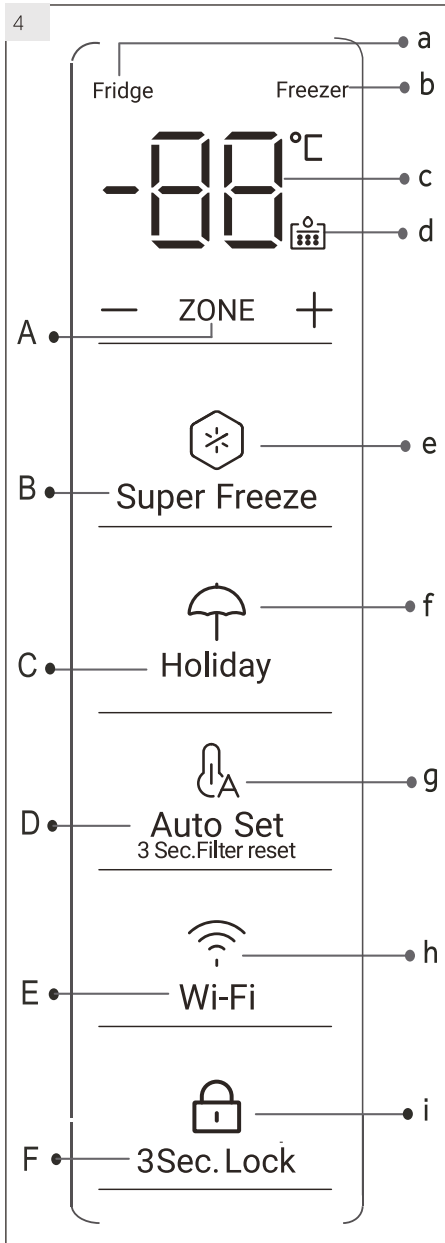 4
a
Fridge Freezer b
-88 °C c
d
A — ZONE +
e
B Super Freeze
f
C Holiday
g
D Auto Set
3 Sec.Filter reset
h
E Wi-Fi
i
F 3Sec. Lock